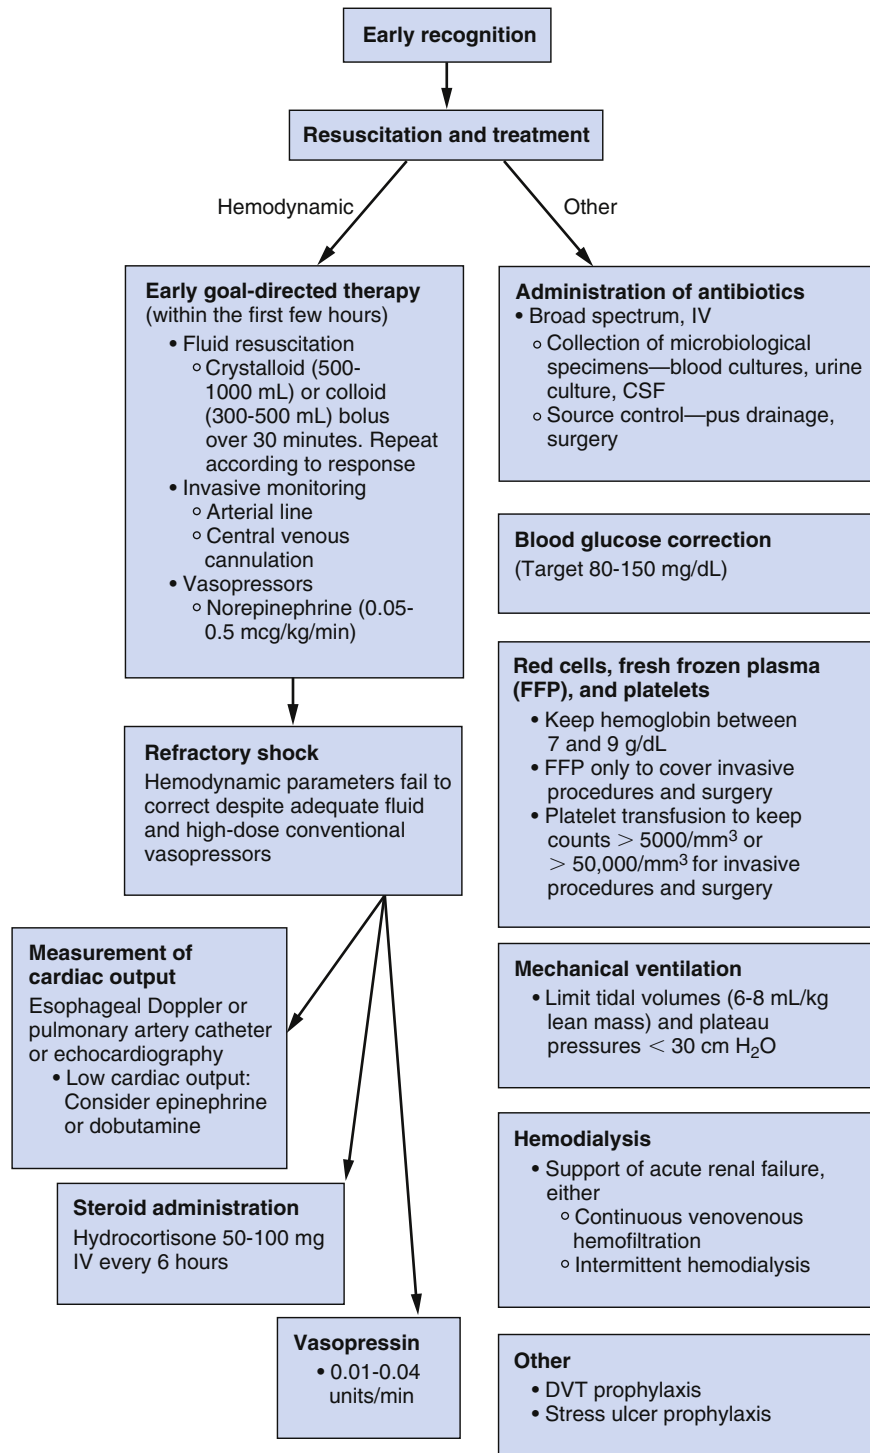 Early recognition
Resuscitation and treatment
Hemodynamic
Other
Early goal-directed therapy
(within the first few hours)
• Fluid resuscitation
○ Crystalloid (500-
1000 mL) or colloid
(300-500 mL) bolus
over 30 minutes. Repeat
according to response
• Invasive monitoring
○ Arterial line
○ Central venous
cannulation
• Vasopressors
○ Norepinephrine (0.05-
0.5 mcg/kg/min)
Refractory shock
Hemodynamic parameters fail to
correct despite adequate fluid
and high-dose conventional
vasopressors
Measurement of
cardiac output
Esophageal Doppler or
pulmonary artery catheter
or echocardiography
• Low cardiac output:
Consider epinephrine
or dobutamine
Steroid administration
Hydrocortisone 50-100 mg
IV every 6 hours
Vasopressin
• 0.01-0.04
units/min
Administration of antibiotics
• Broad spectrum, IV
○ Collection of microbiological
specimens—blood cultures, urine
culture, CSF
○ Source control—pus drainage,
surgery
Blood glucose correction
(Target 80-150 mg/dL)
Red cells, fresh frozen plasma
(FFP), and platelets
• Keep hemoglobin between
7 and 9 g/dL
• FFP only to cover invasive
procedures and surgery
• Platelet transfusion to keep
counts > 5000/mm³ or
> 50,000/mm³ for invasive
procedures and surgery
Mechanical ventilation
• Limit tidal volumes (6-8 mL/kg
lean mass) and plateau
pressures < 30 cm H₂O
Hemodialysis
• Support of acute renal failure,
either
○ Continuous venovenous
hemofiltration
○ Intermittent hemodialysis
Other
• DVT prophylaxis
• Stress ulcer prophylaxis